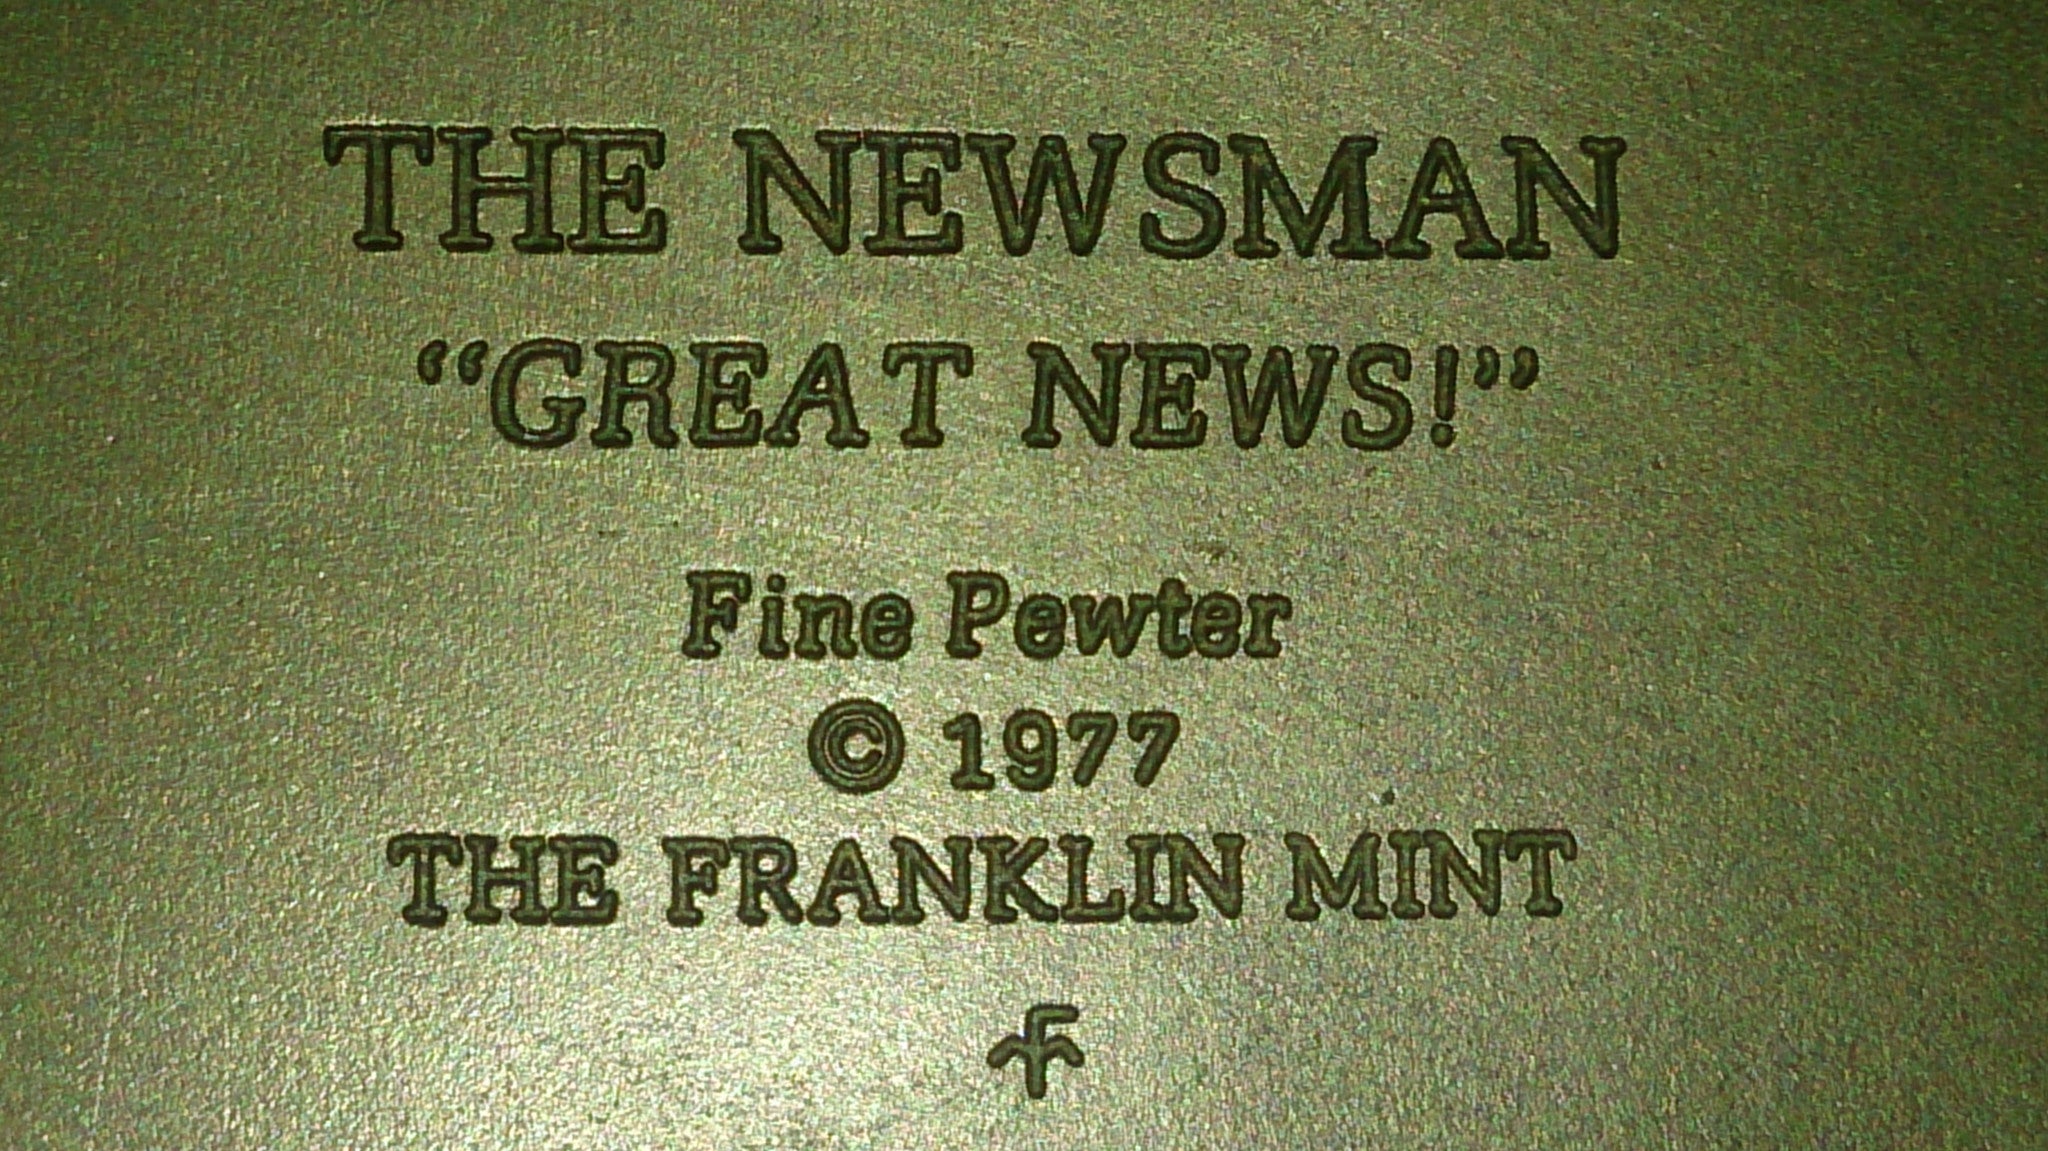 THE NEWSMAN
“GREAT NEWS!”
Fine Pewter
© 1977
THE FRANKLIN MINT